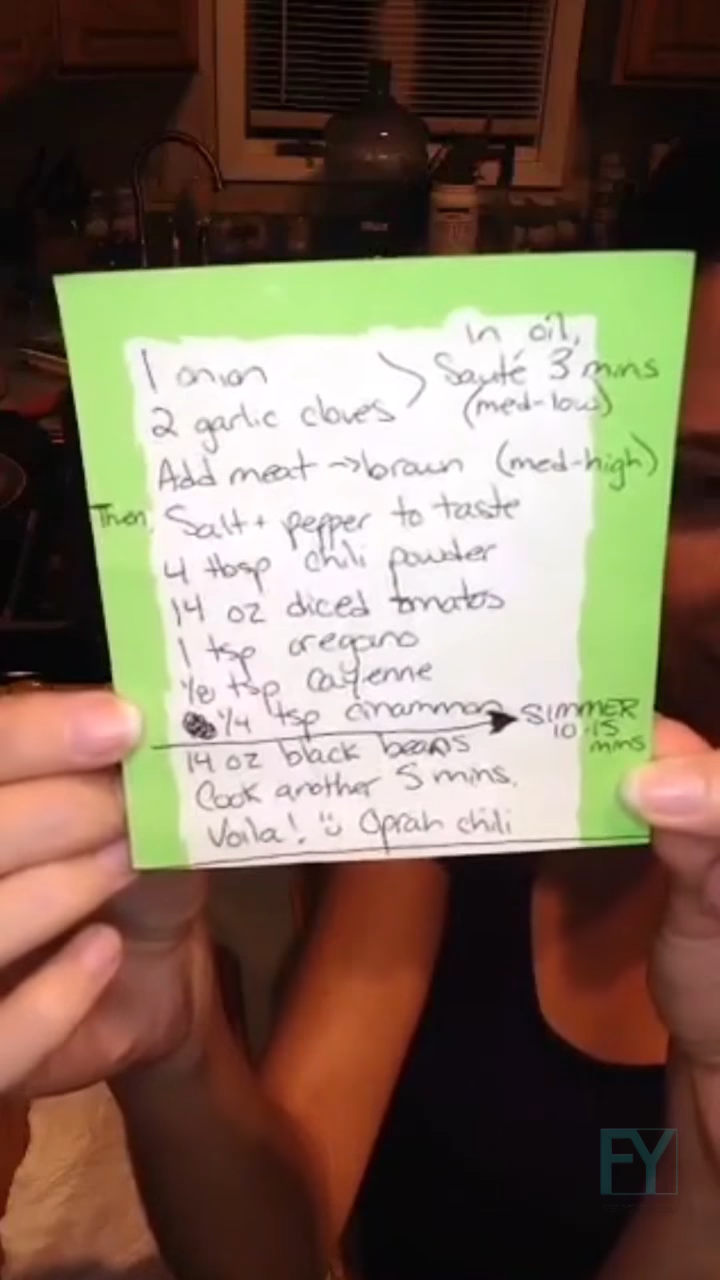 1 onion
2 garlic cloves
In oil,
Sauté 3 mins
(med-low)
Add meat → brown (med-high)
Then, Salt + pepper to taste
4 tbsp chili powder
14 oz diced tomatos
1 tsp oregano
1/8 tsp cayenne
1/4 tsp cinammon
SIMMER
10-15
mins
14 oz black beans
Cook another 5 mins.
Voila! Oprah chili
FY